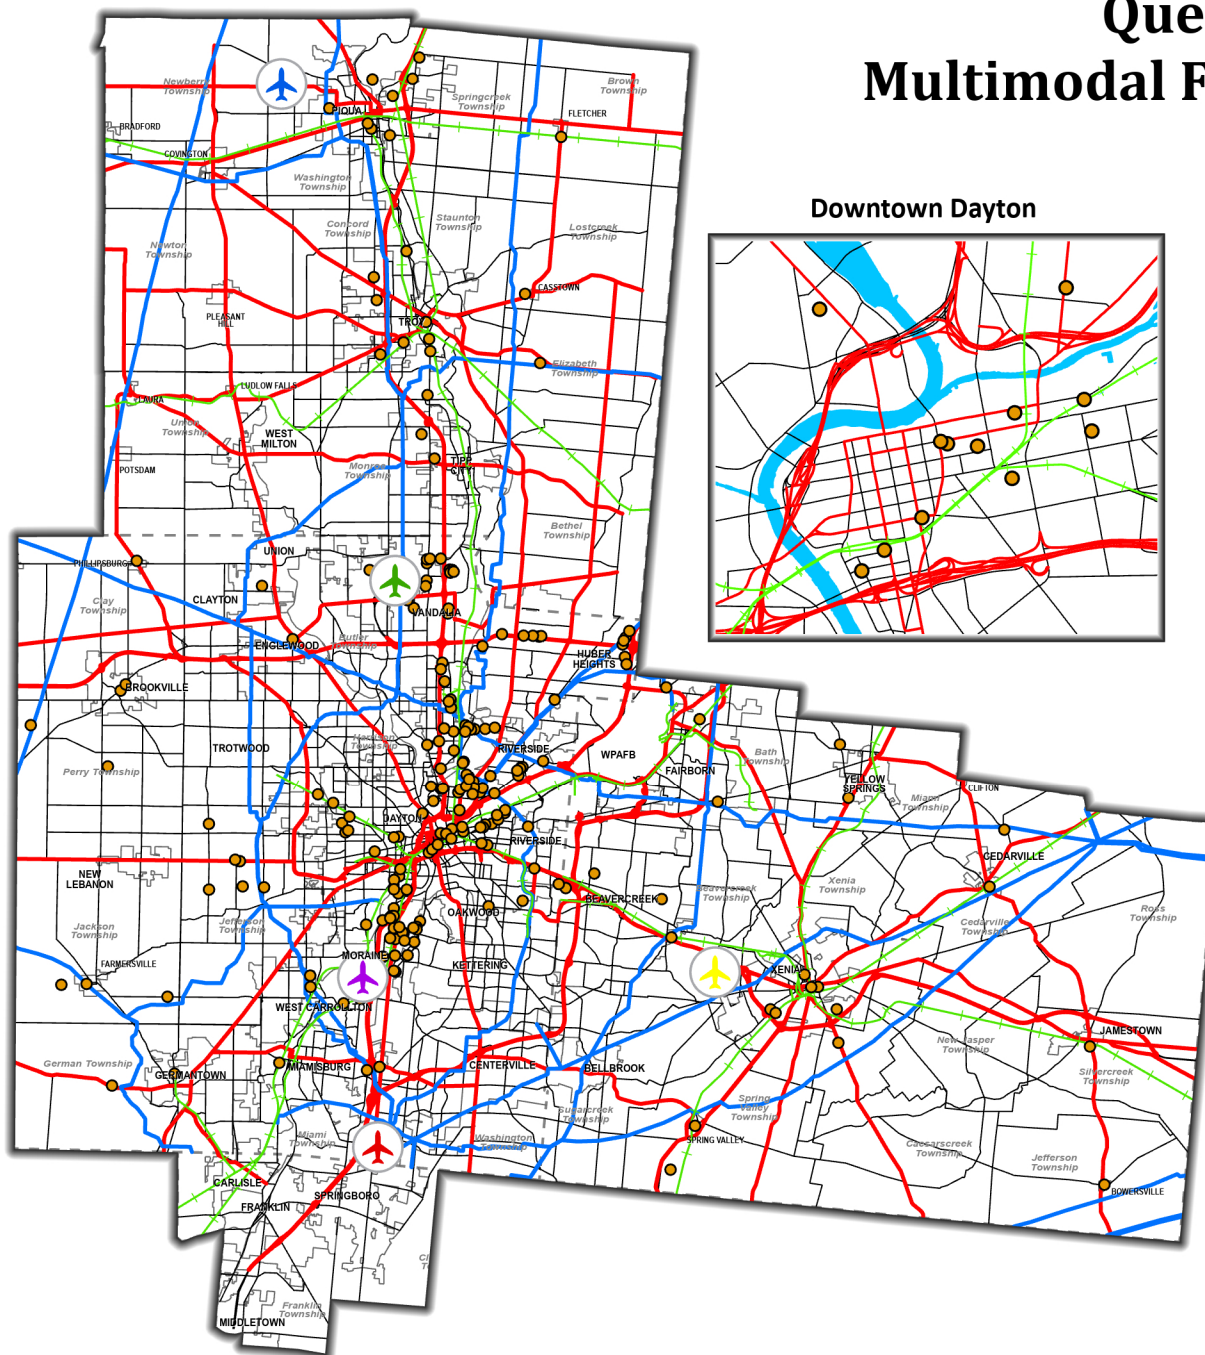 Que
Multimodal F
Downtown Dayton
Newberry
Township
Brown
Township
Springcreek
Township
PIQUA
FLETCHER
BRADFORD
COVINGTON
Washington
Township
Concord
Township
Staunton
Township
Lostcreek
Township
Newton
Township
CASSTOWN
PLEASANT
HILL
TROY
Elizabeth
Township
LUDLOW FALLS
LAURA
Union
Township
WEST
MILTON
POTSDAM
Monroe
Township
TIPP
CITY
Bethel
Township
UNION
PHILLIPSBURG
CLAYTON
Clay
Township
VANDALIA
ENGLEWOOD
Butler
Township
HUBER
HEIGHTS
BROOKVILLE
TROTWOOD
Harrison
Township
RIVERSIDE
WPAFB
Bath
Township
FAIRBORN
Perry Township
YELLOW
SPRINGS
CLIFTON
Miami
Township
DAYTON
RIVERSIDE
CEDARVILLE
NEW
LEBANON
Xenia
Township
BEAVERCREEK
Beavercreek
Township
OAKWOOD
Jefferson
Township
Cedarville
Township
Ross
Township
Jackson
Township
MORAINE
KETTERING
FARMERSVILLE
XENIA
WEST CARROLLTON
JAMESTOWN
New Jasper
Township
German Township
GERMANTOWN
MIAMISBURG
CENTERVILLE
BELLBROOK
Silvercreek
Township
Spring
Valley
Township
Sugarcreek
Township
Miami
Township
Washington
Township
SPRING VALLEY
Caesarscreek
Township
Jefferson
Township
CARLISLE
SPRINGBORO
BOWERSVILLE
FRANKLIN
Franklin
Township
MIDDLETOWN